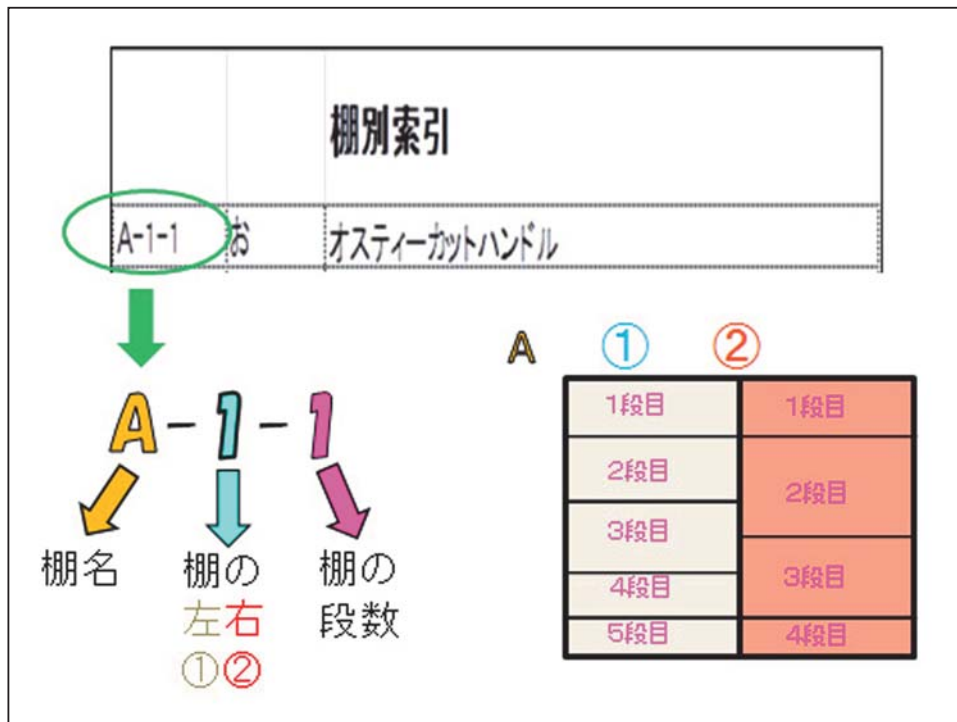 棚別索引
A-1-1 お オスティーカットハンドル
A-1-1
棚名
棚の
左右
①②
棚の
段数
A ① ②
1段目 1段目
2段目 2段目
3段目 3段目
4段目
5段目 4段目